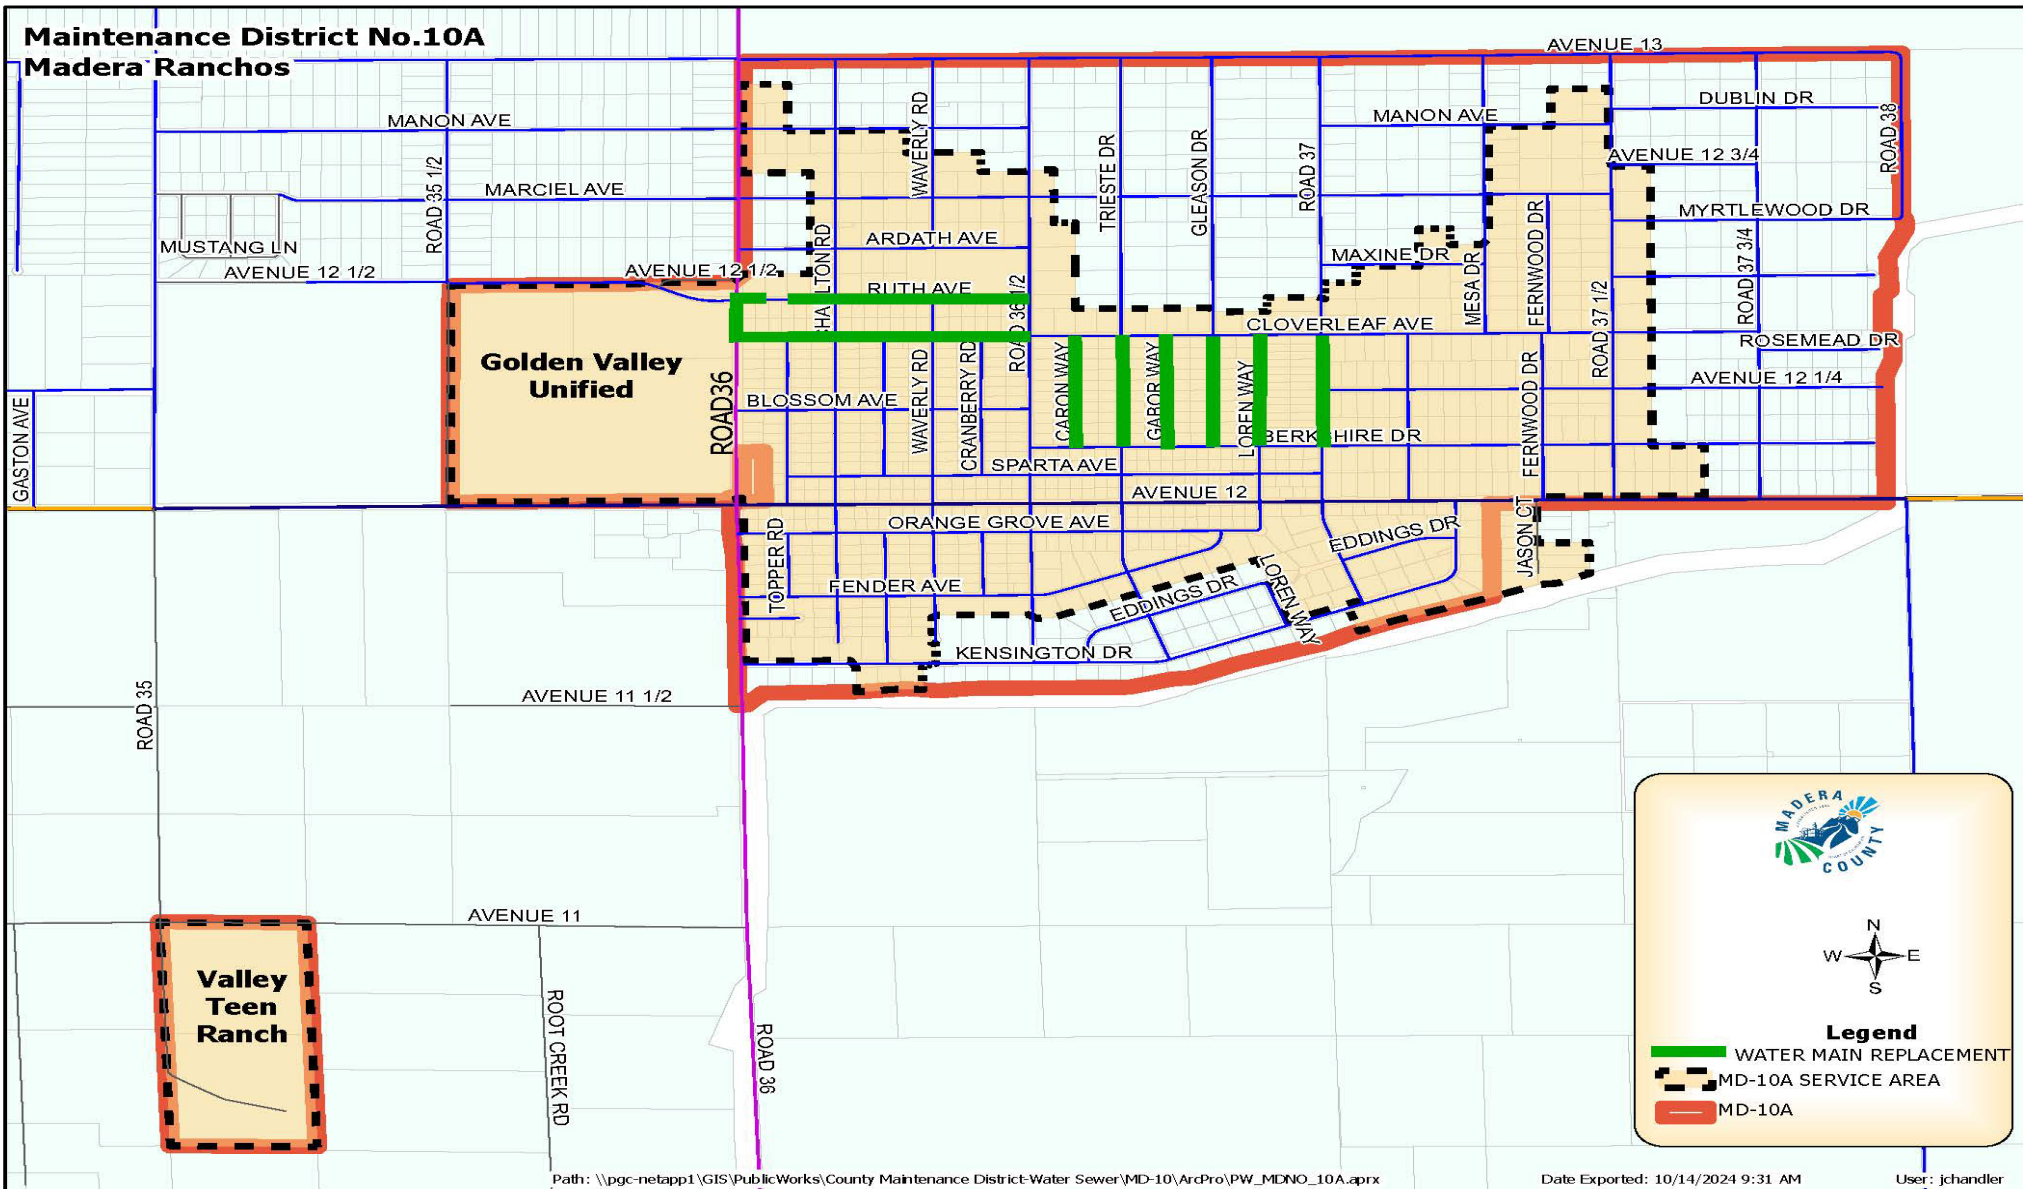 Maintenance District No.10A
Madera Ranchos
AVENUE 13
MANON AVE
WAVERLY RD
MANON AVE
DUBLIN DR
ROAD 38
ROAD 35 1/2
MARCIEL AVE
TRIESTE DR
GLEASON DR
ROAD 37
AVENUE 12 3/4
MUSTANG LN
ARDATH AVE
FERNWOOD DR
MYRTLEWOOD DR
AVENUE 12 1/2
AVENUE 12 1/2
MAXINE DR
MESA DR
ROAD 37 1/2
ROAD 37 3/4
RUTH AVE
ROAD 36 1/2
CLOVERLEAF AVE
ROSEMEAD DR
Golden Valley
Unified
GASTON AVE
ROAD36
BLOSSOM AVE
WAVERLY RD
CRANBERRY RD
CARON WAY
GABOR WAY
LOREN WAY
BERKSHIRE DR
FERNWOOD DR
AVENUE 12 1/4
SPARTA AVE
AVENUE 12
ORANGE GROVE AVE
TOPPER RD
FENDER AVE
EDDINGS DR
JASON CT
EDDINGS DR
LOREN WAY
KENSINGTON DR
ROAD 35
AVENUE 11 1/2
AVENUE 11
Valley
Teen
Ranch
ROOT CREEK RD
ROAD 36
MADERA
COUNTY
N
W E
S
Legend
WATER MAIN REPLACEMENT
MD-10A SERVICE AREA
MD-10A
Path: \\pgc-netapp1\GIS\PublicWorks\County Maintenance District-Water Sewer\MD-10\ArcPro\PW_MDNO_10A.aprx
Date Exported: 10/14/2024 9:31 AM
User: jchandler